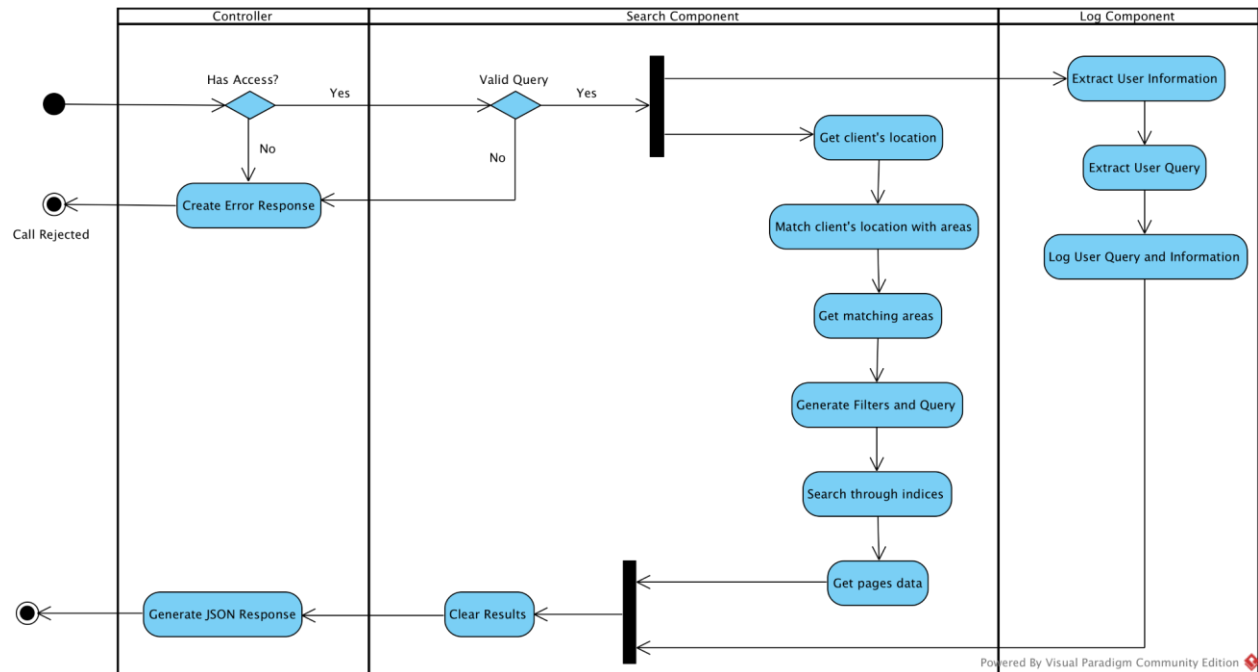 Controller
Search Component
Log Component
Has Access?
Yes
Valid Query
Yes
Extract User Information
No
No
Get client's location
Extract User Query
Create Error Response
Call Rejected
Match client's location with areas
Log User Query and Information
Get matching areas
Generate Filters and Query
Search through indices
Get pages data
Generate JSON Response
Clear Results
Powered By Visual Paradigm Community Edition